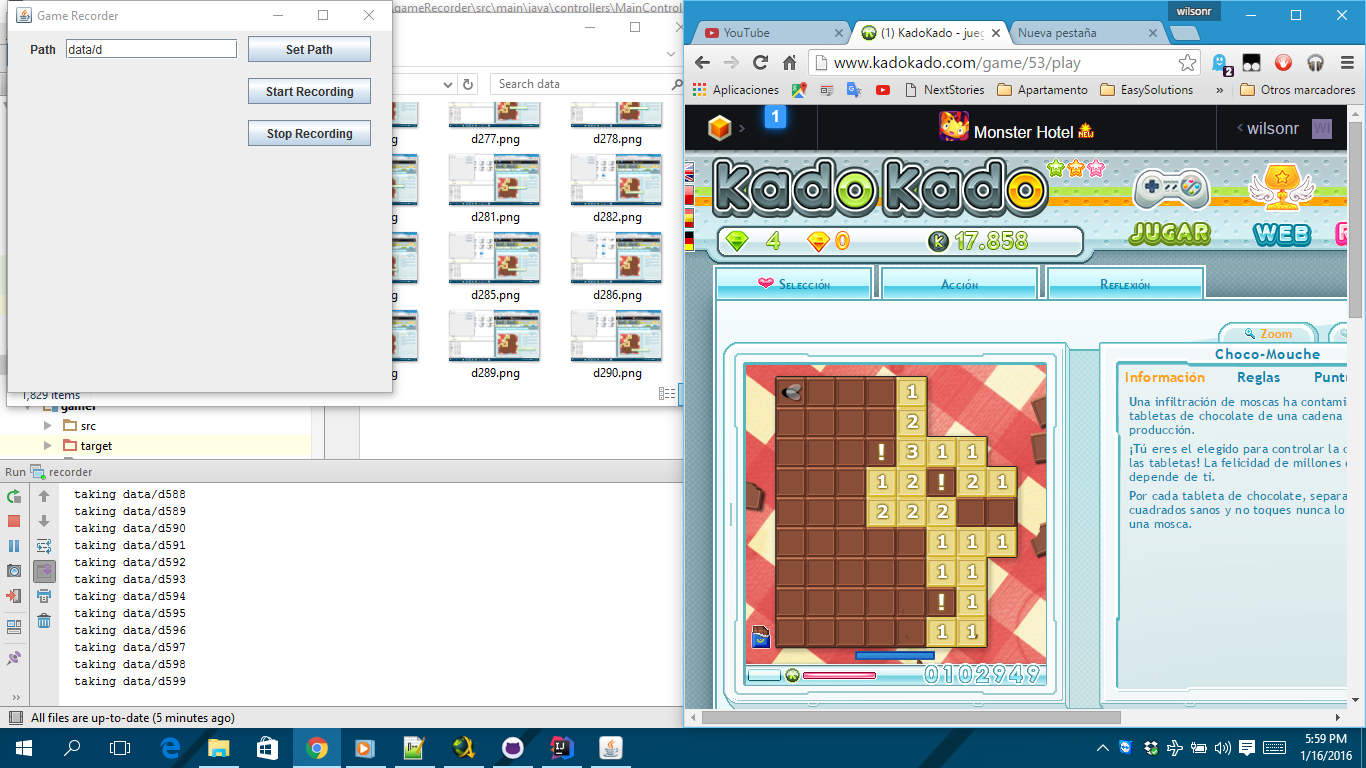 Game Recorder
Path data/d Set Path
Start Recording
Stop Recording
.gameRecorder\src\main\java\controllers\MainControl
Search data
d277.png d278.png
d281.png d282.png
d285.png d286.png
d289.png d290.png
1,829 items
src
target
Run recorder
taking data/d588
taking data/d589
taking data/d590
taking data/d591
taking data/d592
taking data/d593
taking data/d594
taking data/d595
taking data/d596
taking data/d597
taking data/d598
taking data/d599
All files are up-to-date (5 minutes ago)
wilsonr
YouTube (1) KadoKado - jueg Nueva pestaña
www.kadokado.com/game/53/play
2
Aplicaciones NextStories Apartamento EasySolutions » Otros marcadores
1 Monster Hotel NEW wilsonr WI
KadoKado
4 0 K 17.858
JUGAR WEB
Selección Acción Reflexión
Zoom
Choco-Mouche
Información Reglas Puntu
Una infiltración de moscas ha contami
tabletas de chocolate de una cadena
producción.
¡Tú eres el elegido para controlar la c
las tabletas! La felicidad de millones
depende de ti.
Por cada tableta de chocolate, separa
cuadrados sanos y no toques nunca lo
una mosca.
1
2
! 3 1 1
1 2 ! 2 1
2 2 2
1 1 1
1 1
! 1
1 1
0102949
5:59 PM
1/16/2016